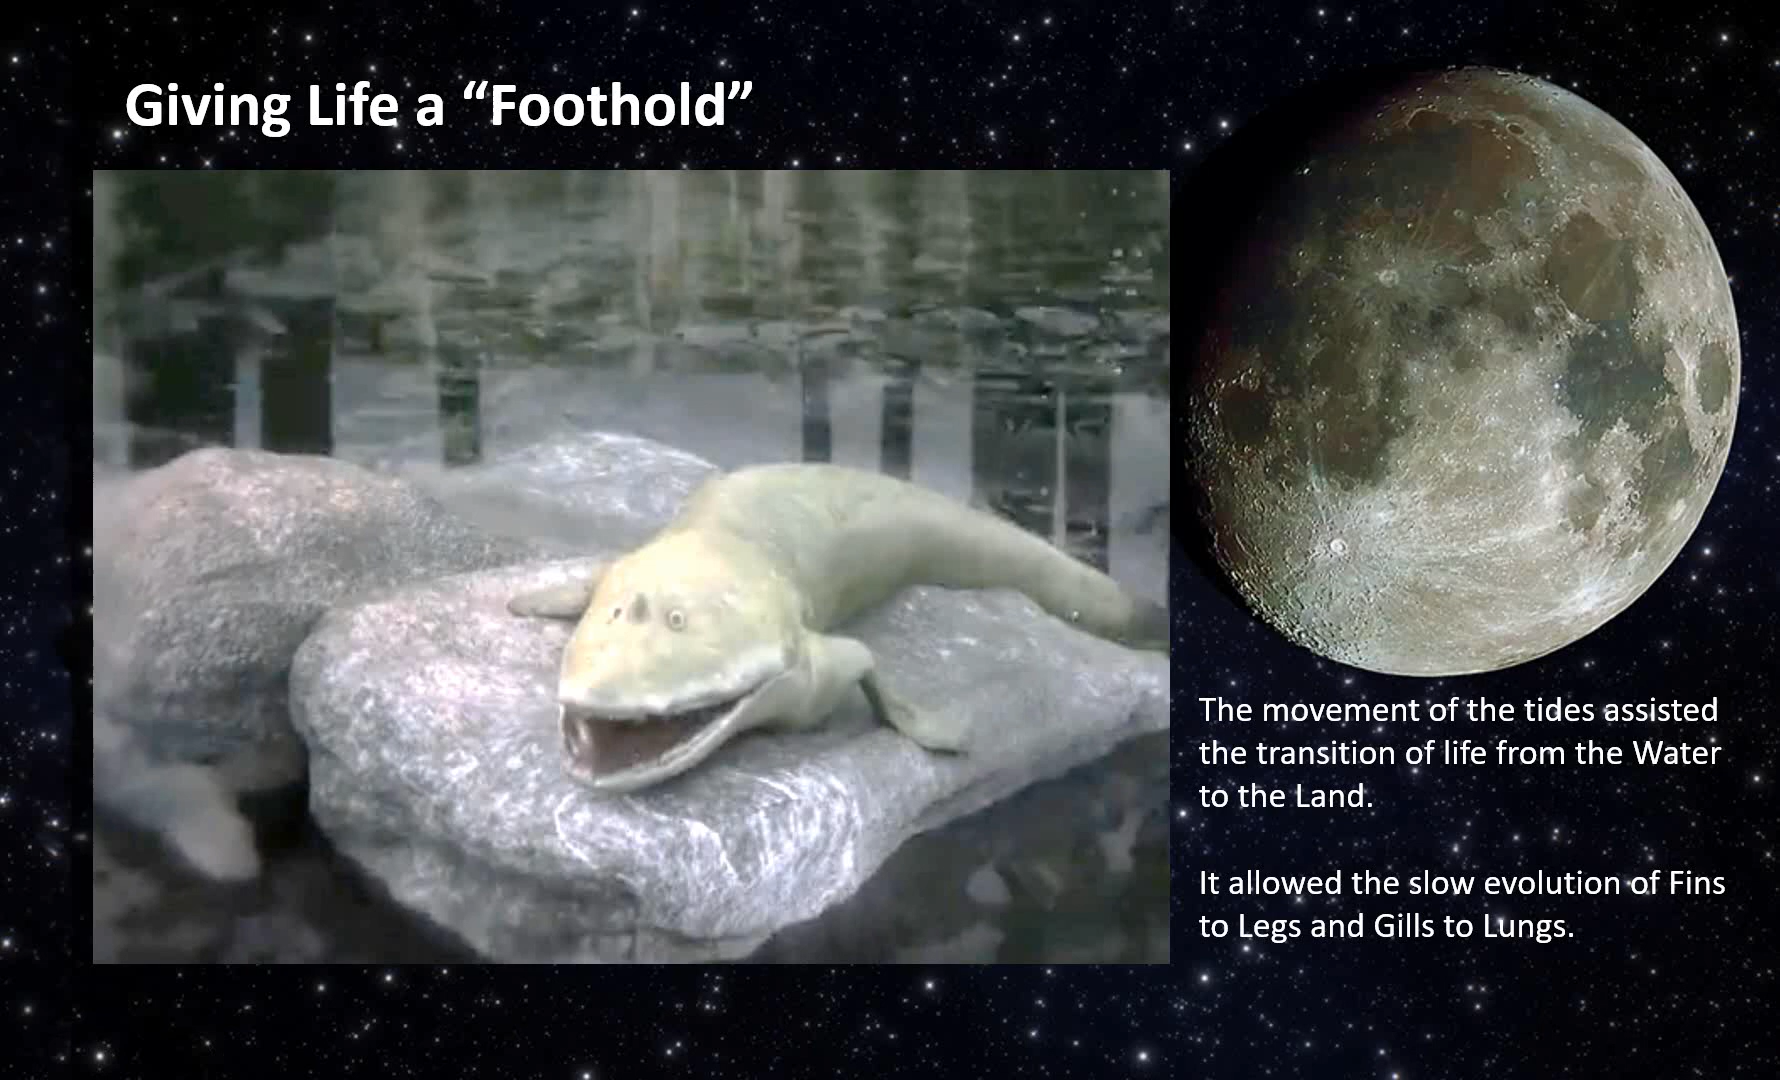 Giving Life a “Foothold”
The movement of the tides assisted
the transition of life from the Water
to the Land.
It allowed the slow evolution of Fins
to Legs and Gills to Lungs.